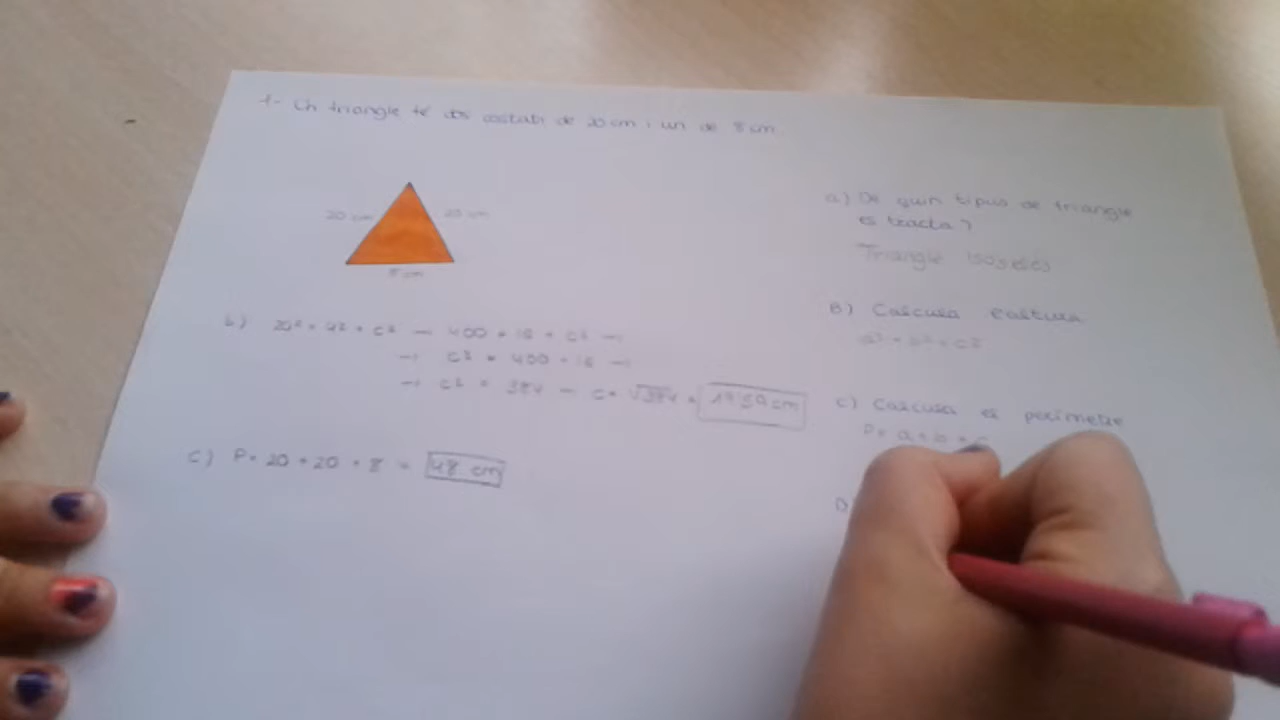 1- Un triangle té dos costats de 20 cm i un de 8 cm
20 cm
20 cm
8 cm
a) De quin tipus de triangle
es tracta?
Triangle isòsceles
b) 20² = 4² + c² → 400 = 16 + c² →
→ c² = 400 - 16 →
→ c² = 384 → c = √384 = 19,59 cm
B) Calcula l'altura
a² = b² + c²
C) Calcula el perímetre
P = a + b + c
c) P = 20 + 20 + 8 = 48 cm
D)